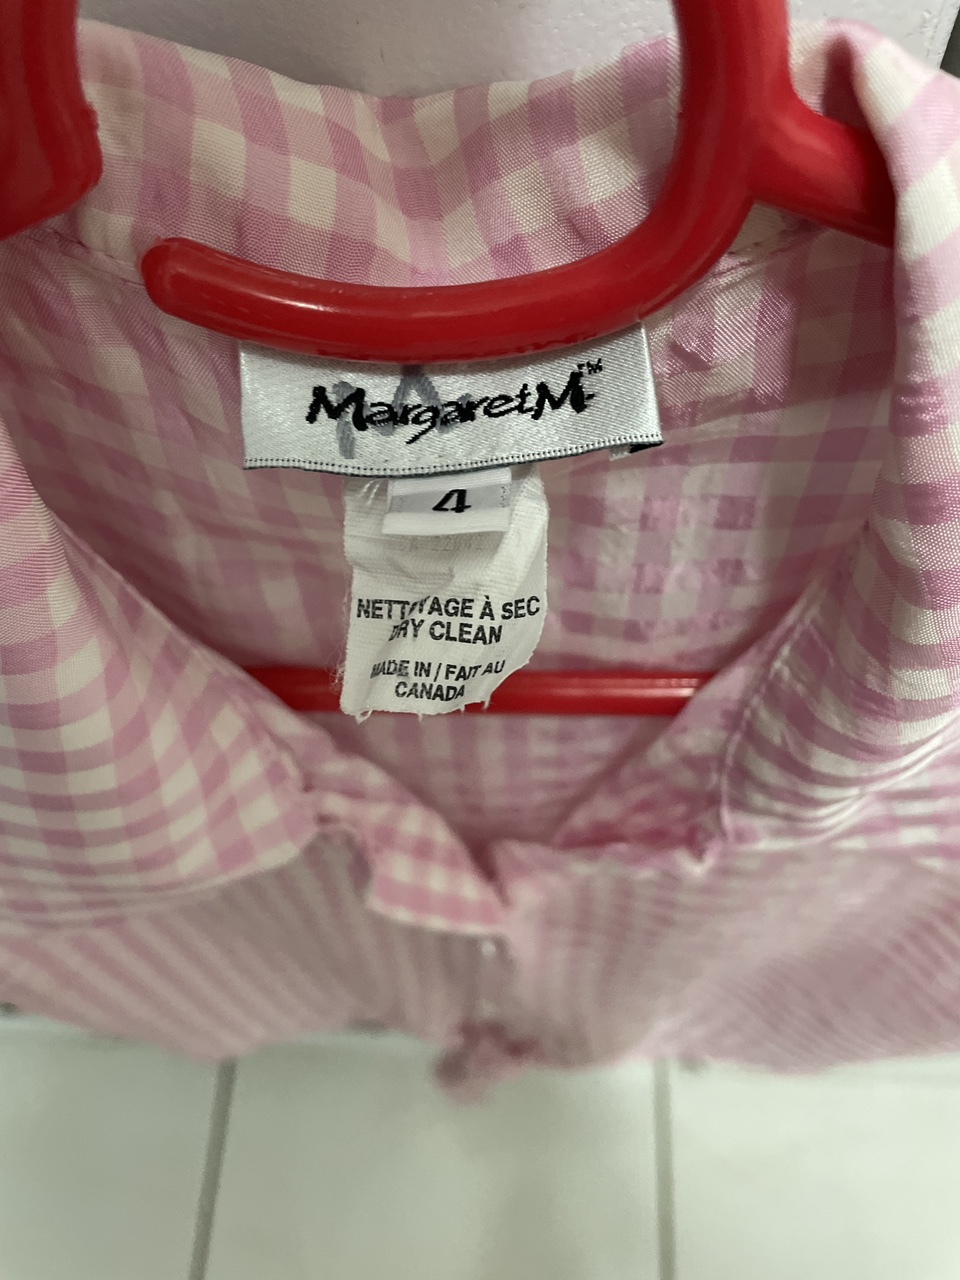 MargaretM™
4
NETTOYAGE À SEC
DRY CLEAN
MADE IN / FAIT AU
CANADA